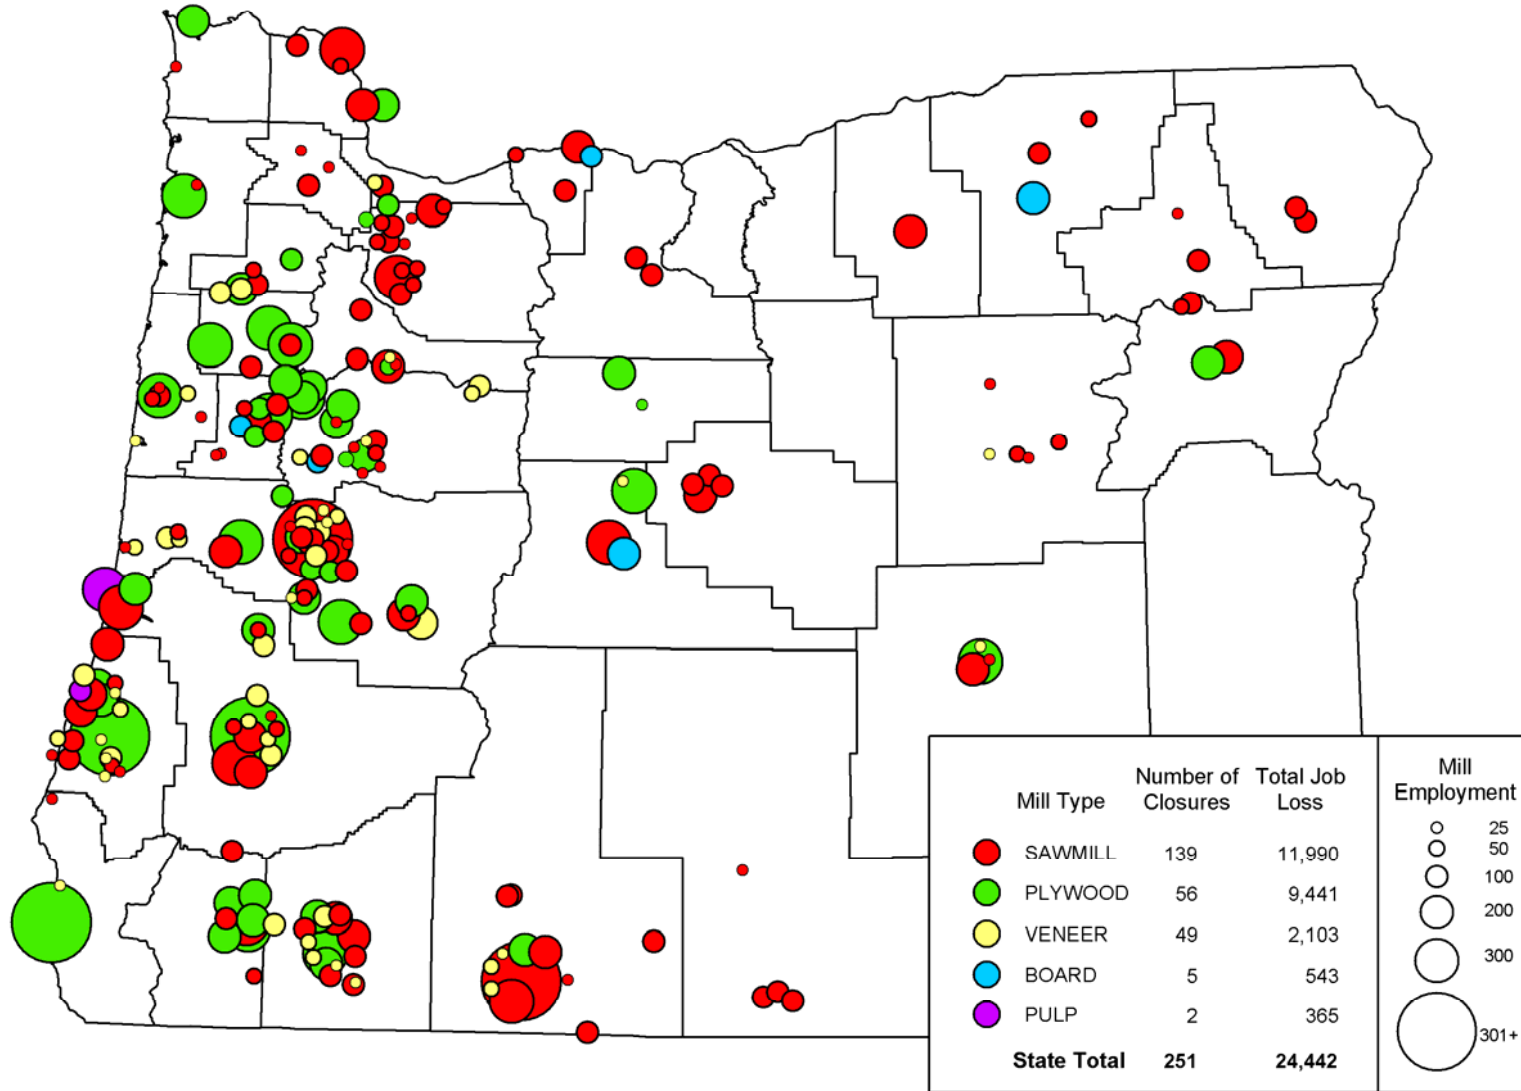 Mill Type Number of Closures Total Job Loss
SAWMILL 139 11,990
PLYWOOD 56 9,441
VENEER 49 2,103
BOARD 5 543
PULP 2 365
State Total 251 24,442
Mill Employment
25
50
100
200
300
301+